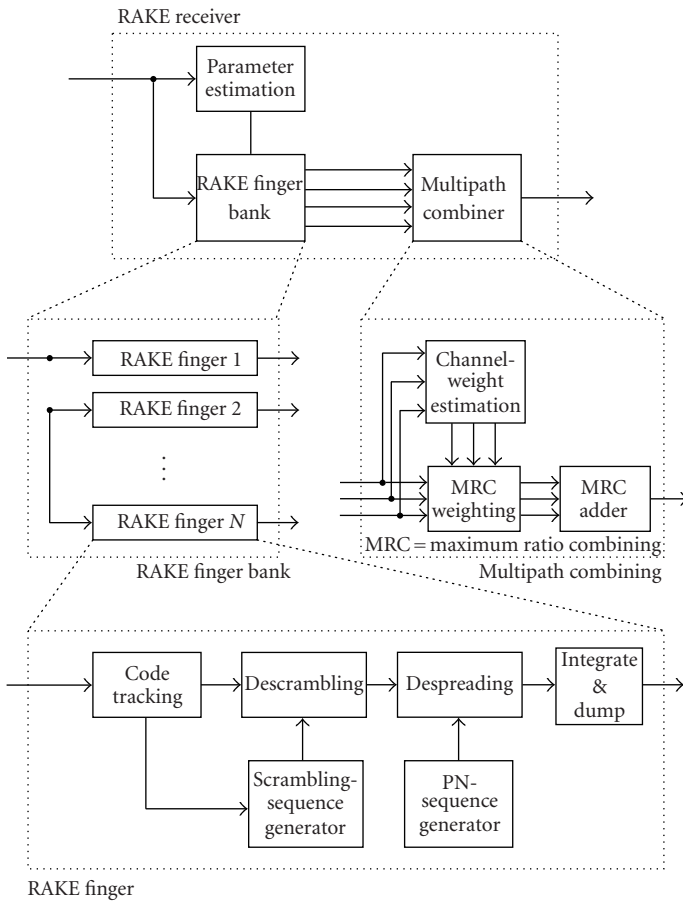 RAKE receiver
Parameter
estimation
RAKE finger
bank
Multipath
combiner
RAKE finger 1
RAKE finger 2
RAKE finger N
RAKE finger bank
Channel-
weight
estimation
MRC
weighting
MRC
adder
MRC = maximum ratio combining
Multipath combining
Code
tracking
Descrambling
Despreading
Integrate
&
dump
Scrambling-
sequence
generator
PN-
sequence
generator
RAKE finger